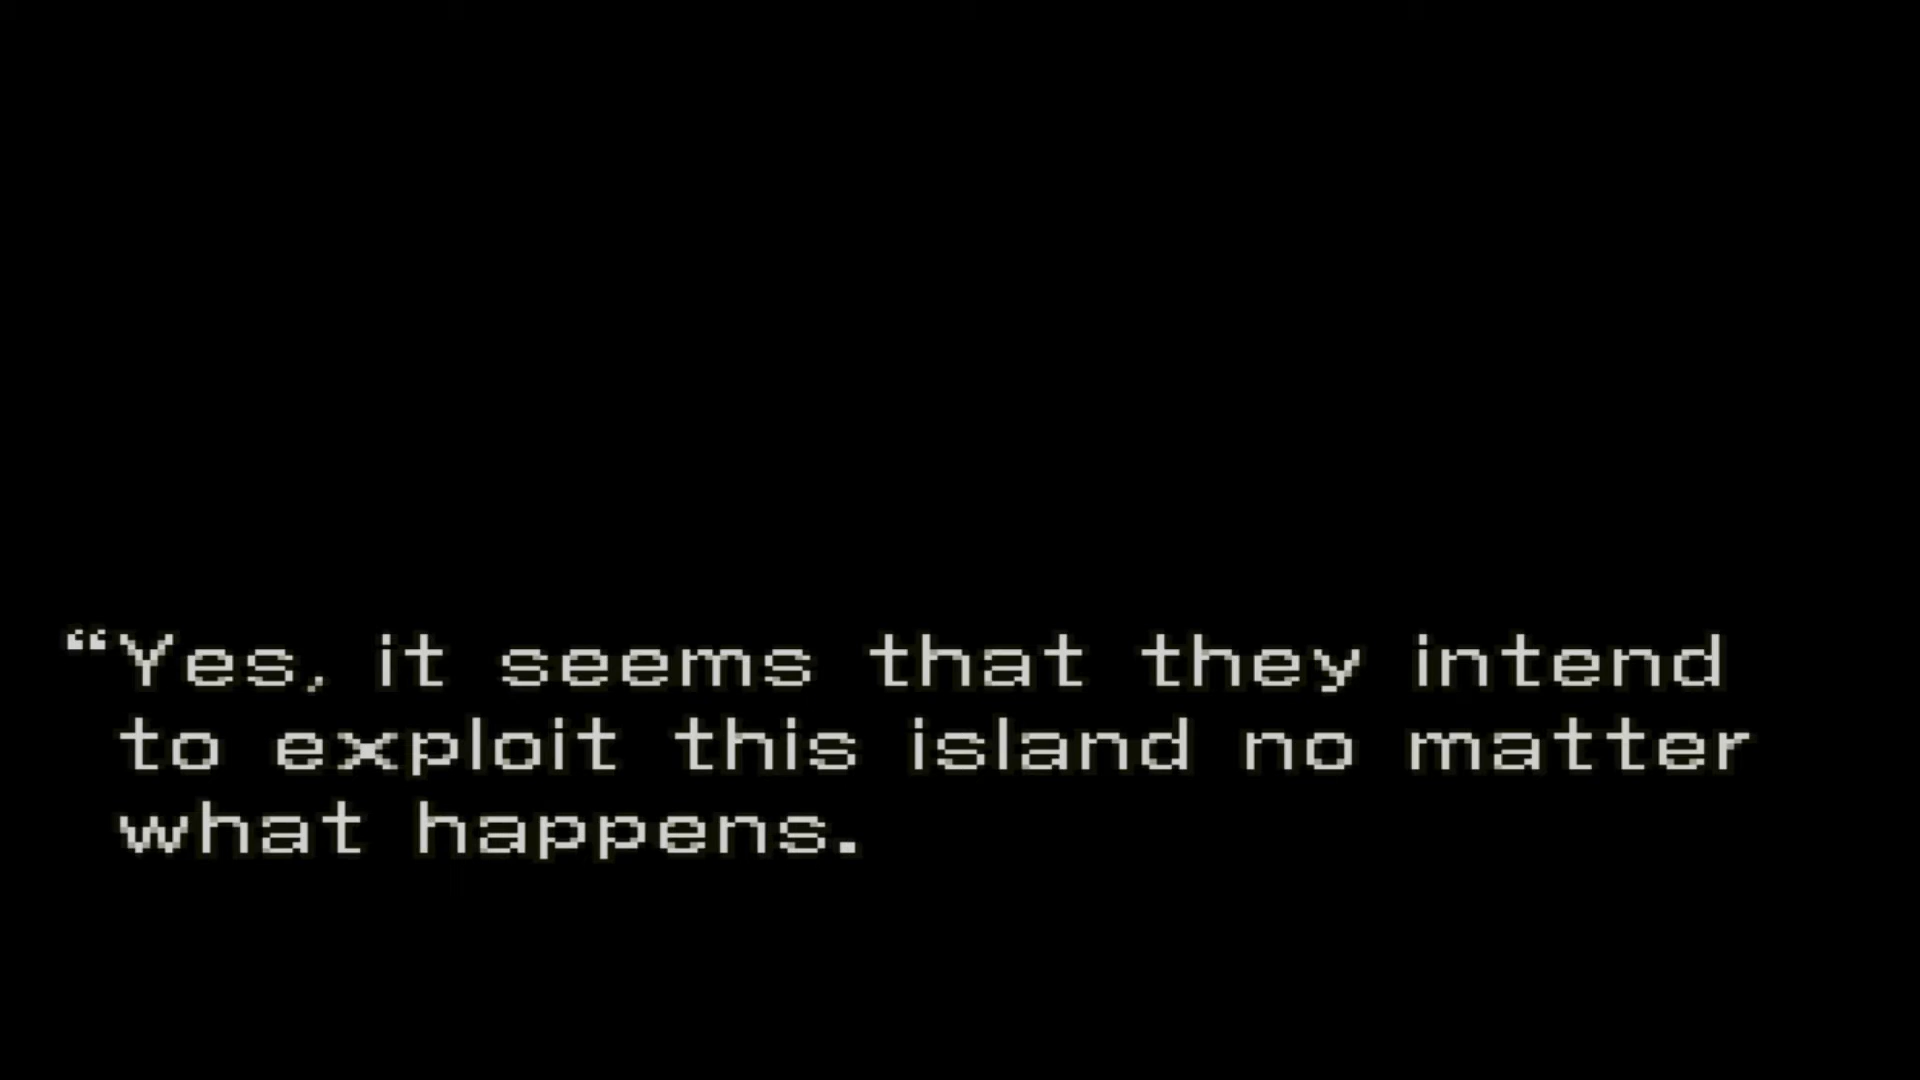 “Yes, it seems that they intend
to exploit this island no matter
what happens.